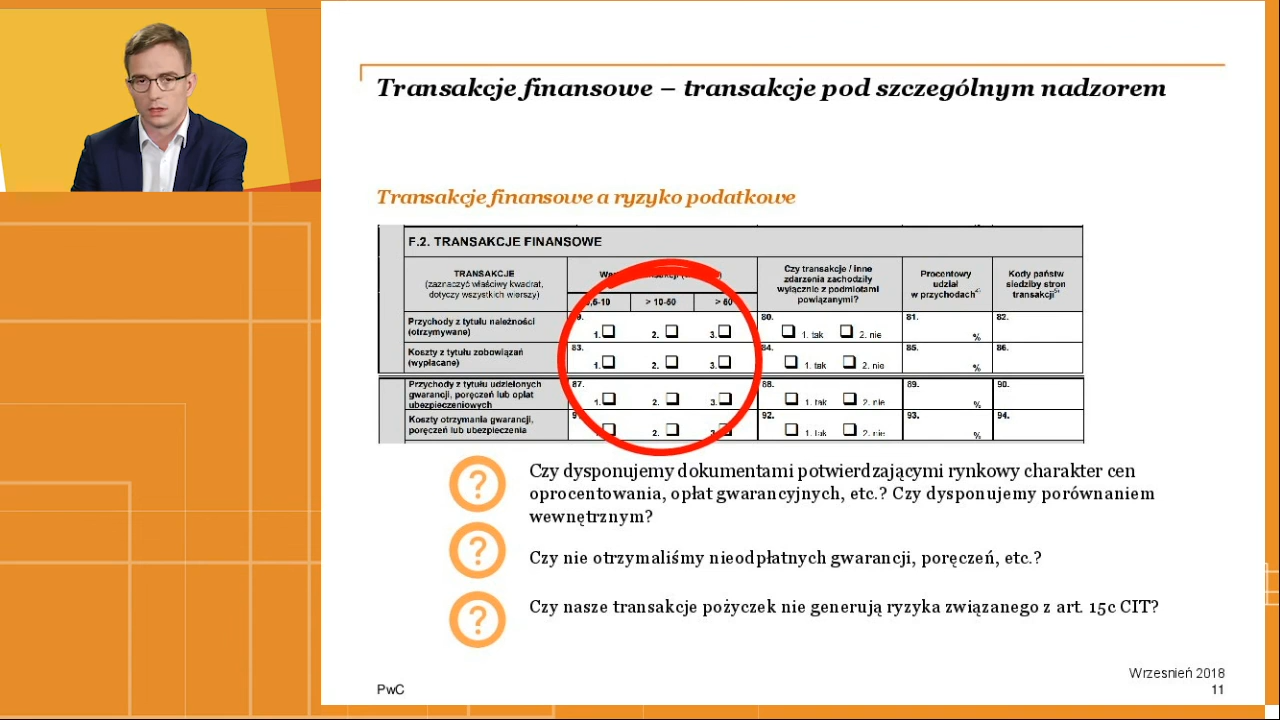 Transakcje finansowe – transakcje pod szczególnym nadzorem
Transakcje finansowe a ryzyko podatkowe
F.2. TRANSAKCJE FINANSOWE
TRANSAKCJE
(zaznaczyć właściwy kwadrat,
dotyczy wszystkich wierszy)
> 10-50
> 60
Czy transakcje / inne
zdarzenia zachodziły
wyłącznie z podmiotami
powiązanymi?
Procentowy
udział
w przychodach
Kody państw
siedziby stron
transakcji
Przychody z tytułu należności
(otrzymywane)
1. 2. 3.
80.
1. tak 2. nie
81.
%
82.
Koszty z tytułu zobowiązań
(wypłacane)
83.
1. 2. 3.
84.
1. tak 2. nie
85.
%
86.
Przychody z tytułu udzielonych
gwarancji, poręczeń lub opłat
ubezpieczeniowych
87.
1. 2. 3.
88.
1. tak 2. nie
89.
%
90.
Koszty otrzymania gwarancji,
poręczeń lub ubezpieczenia
2.
92.
1. tak 2. nie
93.
%
94.
Czy dysponujemy dokumentami potwierdzającymi rynkowy charakter cen
oprocentowania, opłat gwarancyjnych, etc.? Czy dysponujemy porównaniem
wewnętrznym?
Czy nie otrzymaliśmy nieodpłatnych gwarancji, poręczeń, etc.?
Czy nasze transakcje pożyczek nie generują ryzyka związanego z art. 15c CIT?
Wrzesnień 2018
PwC
11